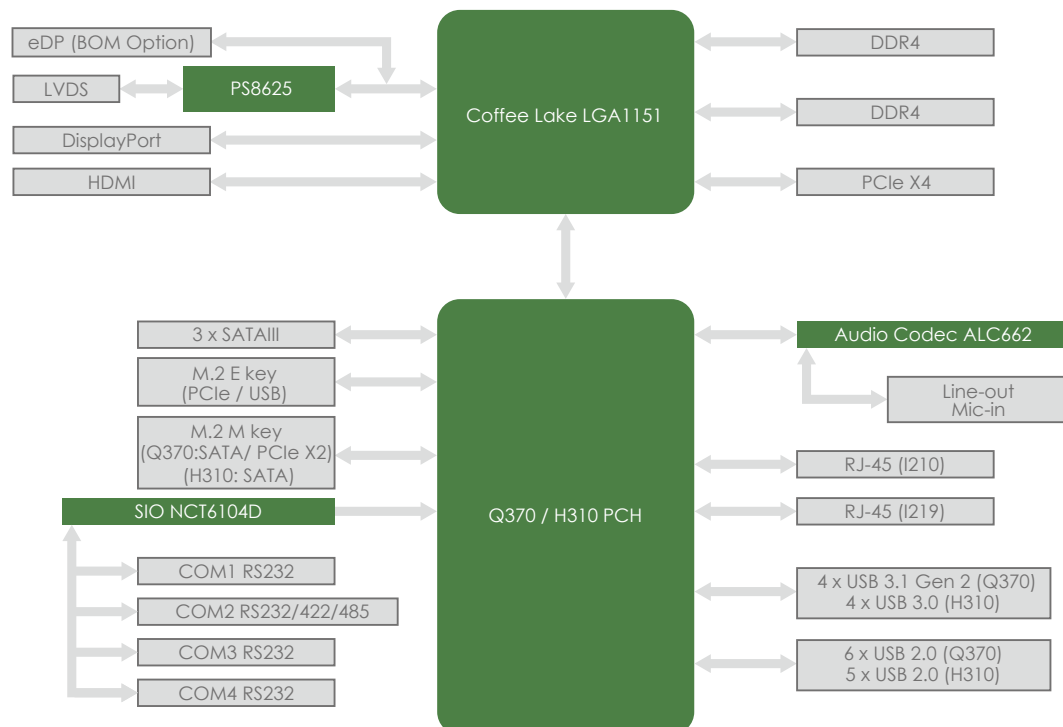 eDP (BOM Option)
LVDS
PS8625
DisplayPort
HDMI
Coffee Lake LGA1151
DDR4
DDR4
PCIe X4
3 x SATAIII
M.2 E key
(PCIe / USB)
M.2 M key
(Q370:SATA/ PCIe X2)
(H310: SATA)
SIO NCT6104D
COM1 RS232
COM2 RS232/422/485
COM3 RS232
COM4 RS232
Q370 / H310 PCH
Audio Codec ALC662
Line-out
Mic-in
RJ-45 (I210)
RJ-45 (I219)
4 x USB 3.1 Gen 2 (Q370)
4 x USB 3.0 (H310)
6 x USB 2.0 (Q370)
5 x USB 2.0 (H310)